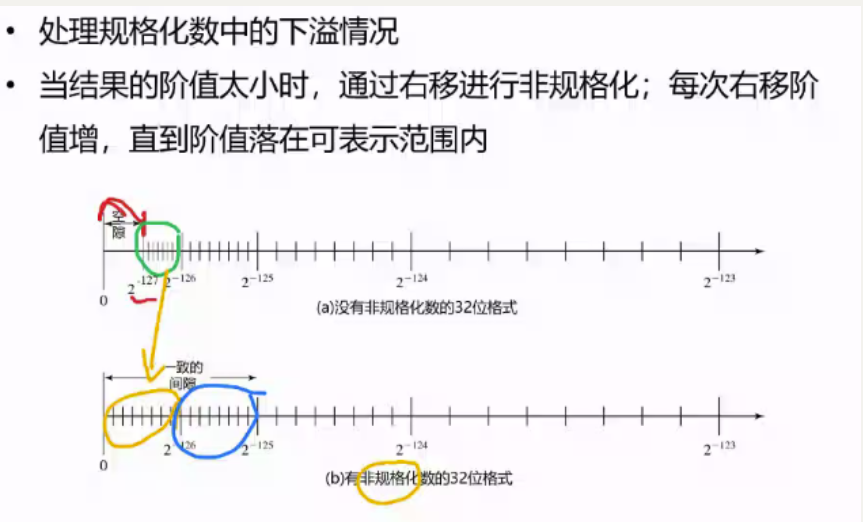 • 处理规格化数中的下溢情况
• 当结果的阶值太小时，通过右移进行非规格化；每次右移阶
值增，直到阶值落在可表示范围内
空隙
0 2⁻¹²⁷ 2⁻¹²⁶ 2⁻¹²⁵ 2⁻¹²⁴ 2⁻¹²³
(a)没有非规格化数的32位格式
一致的
间隙
0 2⁻¹²⁶ 2⁻¹²⁵ 2⁻¹²⁴ 2⁻¹²³
(b)有非规格化数的32位格式